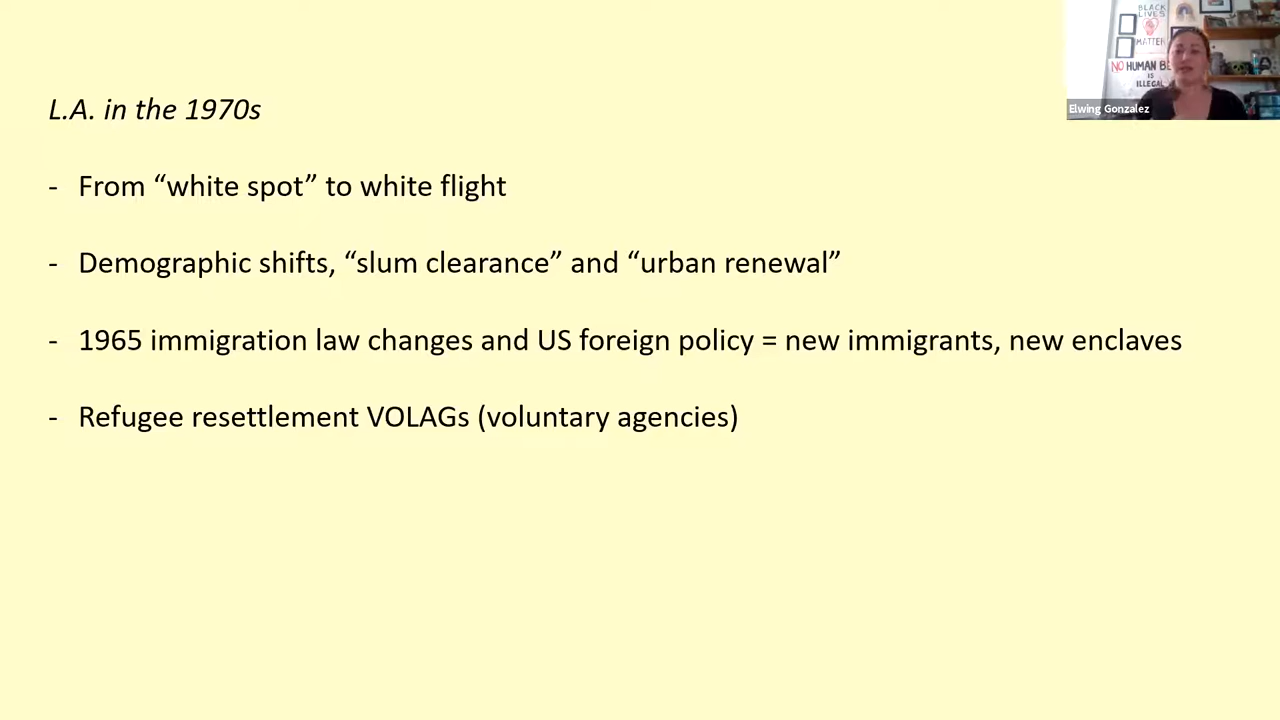 L.A. in the 1970s
- From “white spot” to white flight
- Demographic shifts, “slum clearance” and “urban renewal”
- 1965 immigration law changes and US foreign policy = new immigrants, new enclaves
- Refugee resettlement VOLAGs (voluntary agencies)
BLACK
LIVES
MATTER
NO HUMAN BE
IS
ILLEGAL
Elwing Gonzalez